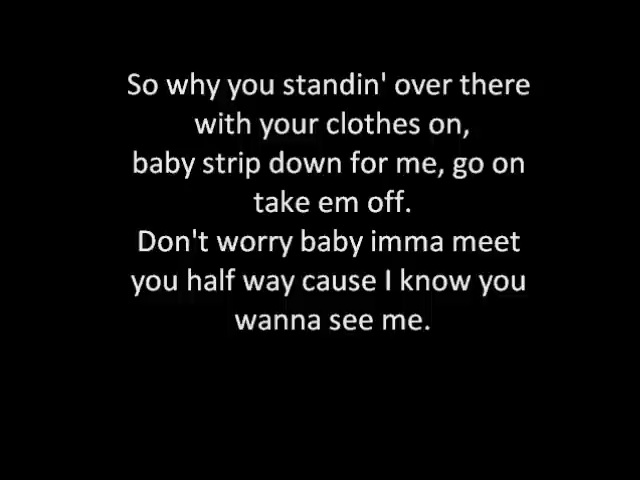 So why you standin' over there
with your clothes on,
baby strip down for me, go on
take em off.
Don't worry baby imma meet
you half way cause I know you
wanna see me.